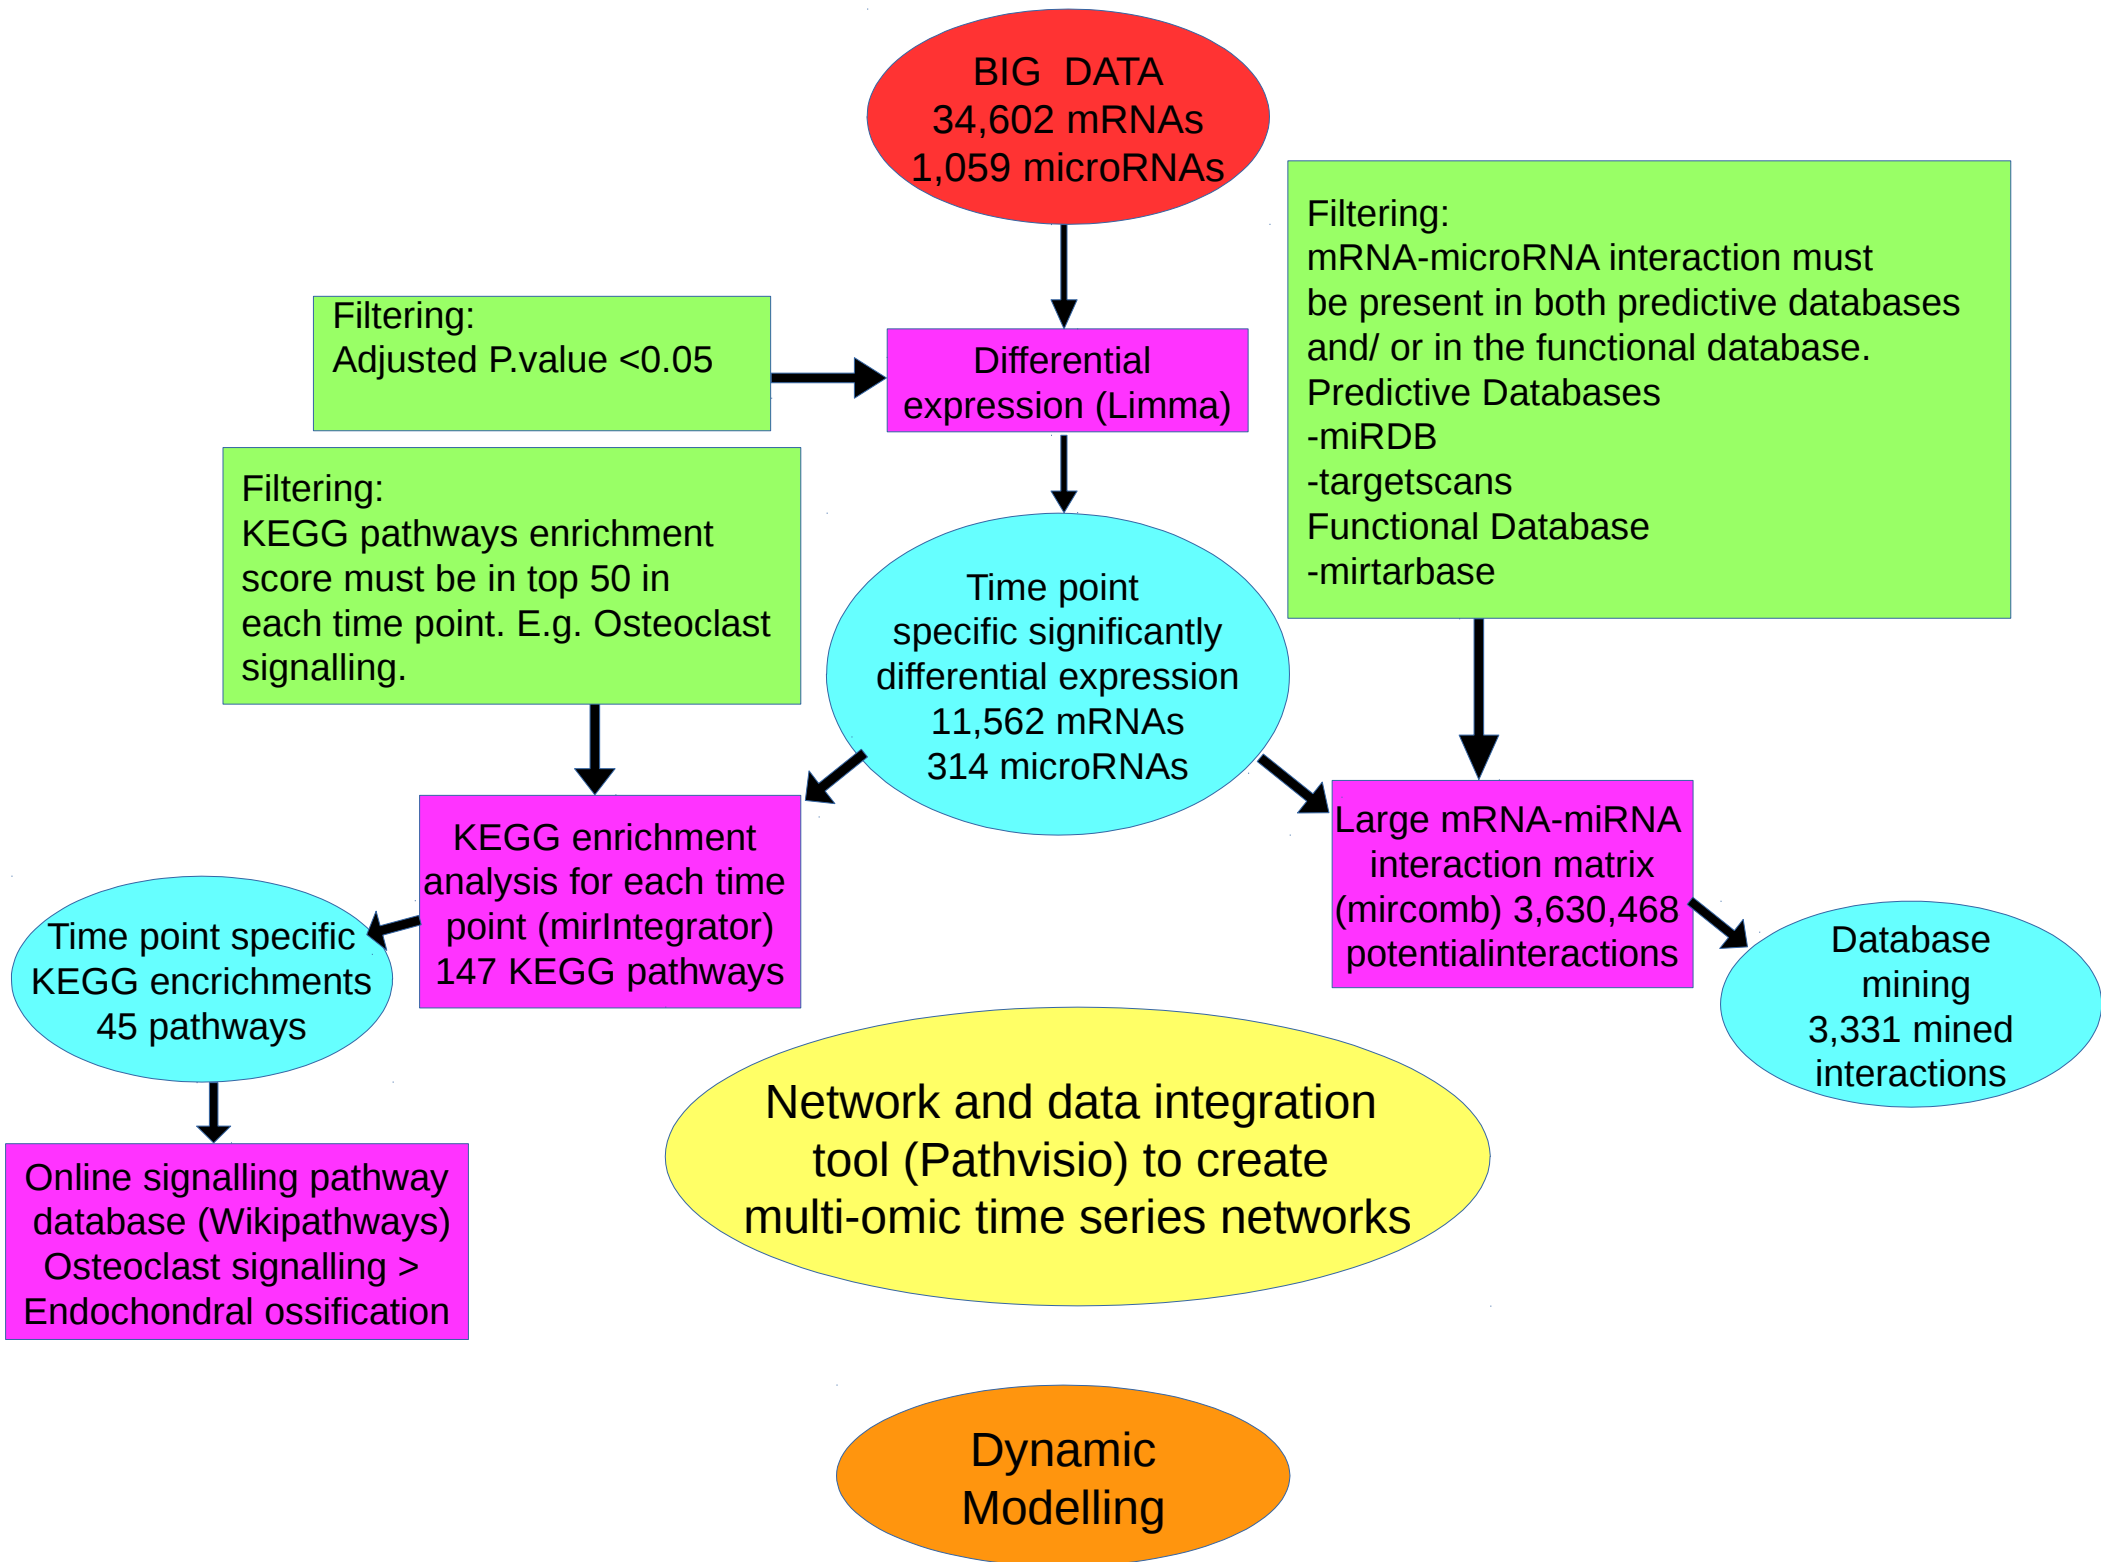 BIG DATA
34,602 mRNAs
1,059 microRNAs
Filtering:
Adjusted P.value <0.05
Differential
expression (Limma)
Filtering:
mRNA-microRNA interaction must
be present in both predictive databases
and/ or in the functional database.
Predictive Databases
-miRDB
-targetscans
Functional Database
-mirtarbase
Filtering:
KEGG pathways enrichment
score must be in top 50 in
each time point. E.g. Osteoclast
signalling.
Time point
specific significantly
differential expression
11,562 mRNAs
314 microRNAs
KEGG enrichment
analysis for each time
point (mirIntegrator)
147 KEGG pathways
Large mRNA-miRNA
interaction matrix
(mircomb) 3,630,468
potentialinteractions
Time point specific
KEGG encrichments
45 pathways
Database
mining
3,331 mined
interactions
Online signalling pathway
database (Wikipathways)
Osteoclast signalling >
Endochondral ossification
Network and data integration
tool (Pathvisio) to create
multi-omic time series networks
Dynamic
Modelling